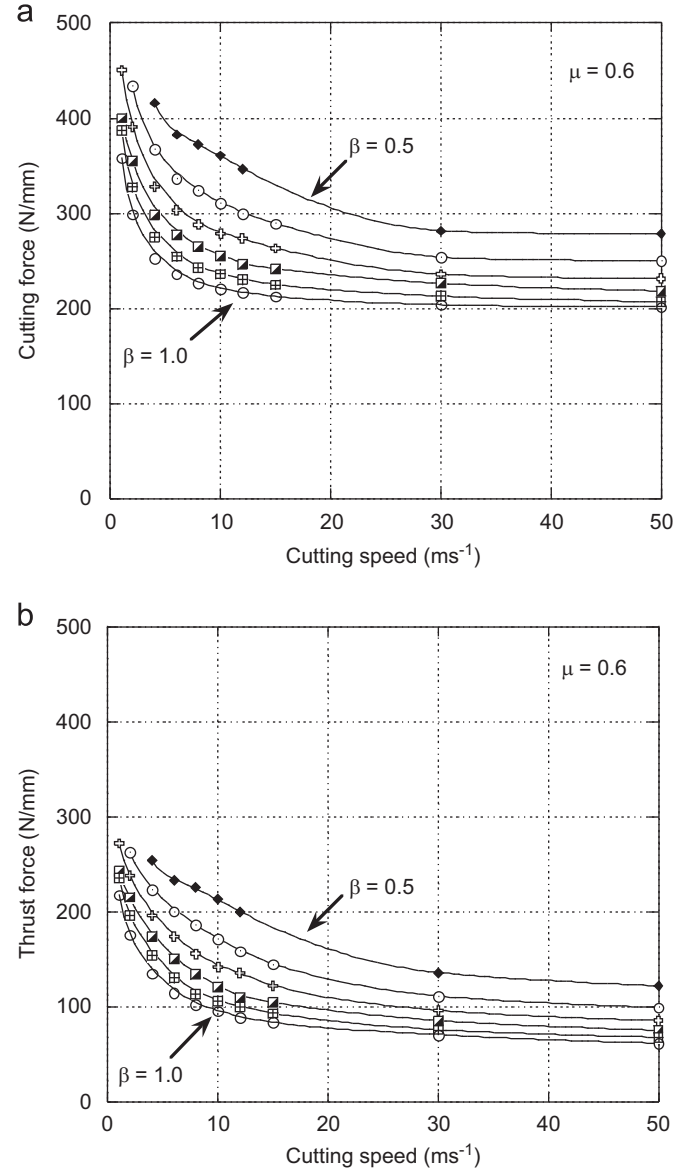 a
500
400
300
200
100
0
Cutting force (N/mm)
μ = 0.6
β = 0.5
β = 1.0
0 10 20 30 40 50
Cutting speed (ms-1)
b
500
400
300
200
100
0
Thrust force (N/mm)
μ = 0.6
β = 0.5
β = 1.0
0 10 20 30 40 50
Cutting speed (ms-1)